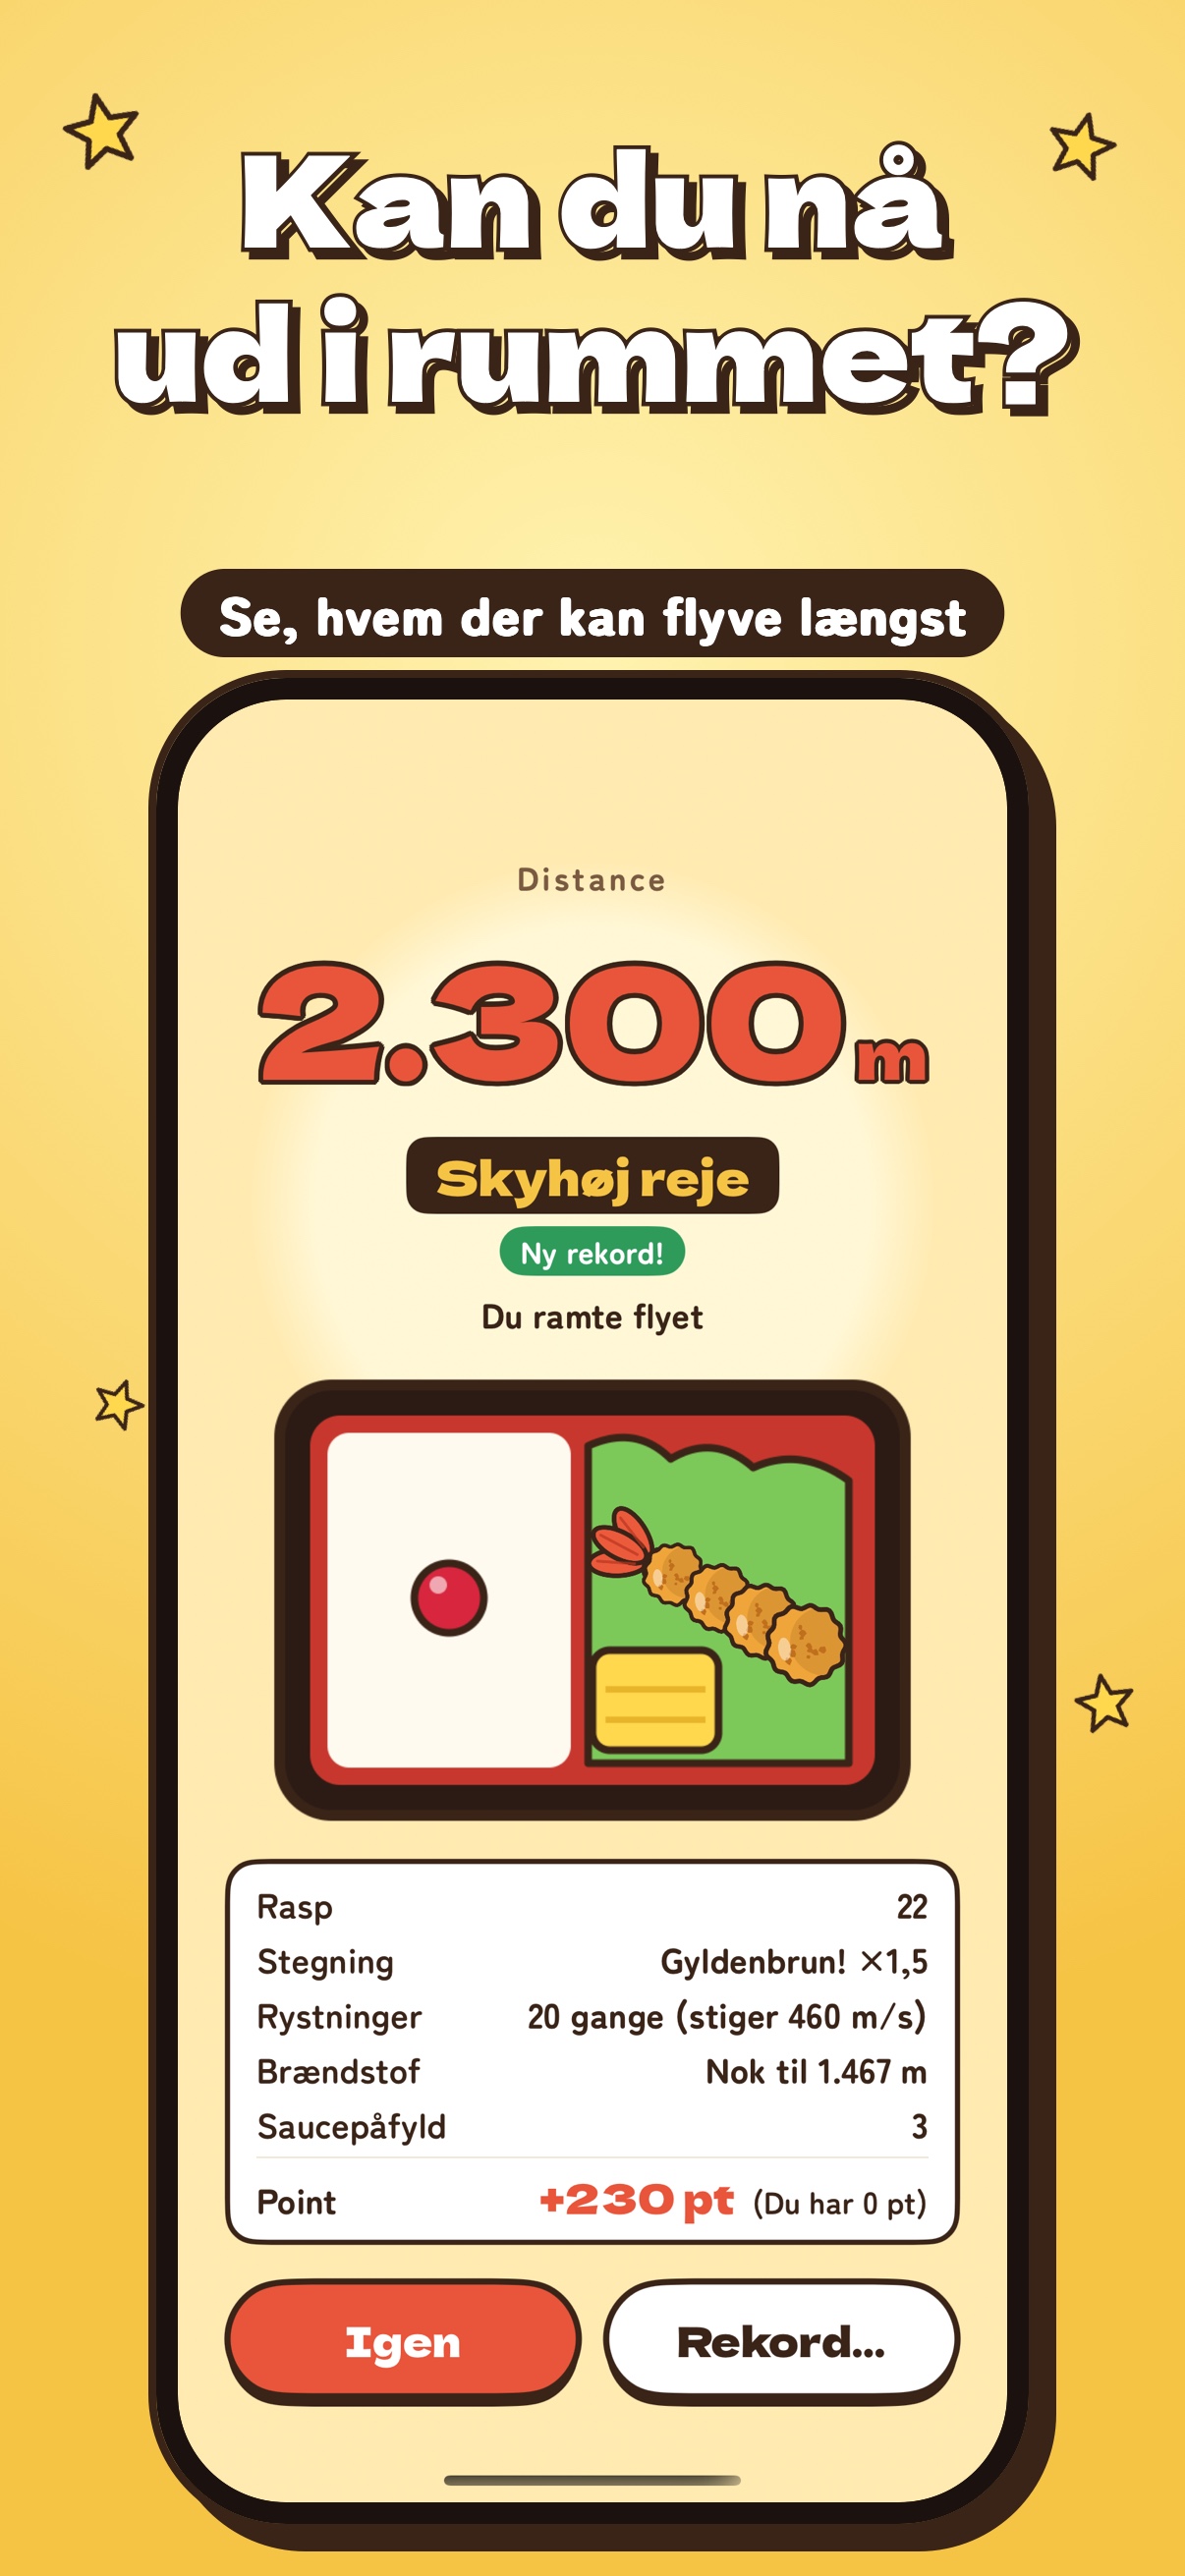 Kan du nå
ud i rummet?
Se, hvem der kan flyve længst
Distance
2.300 m
Skyhøj reje
Ny rekord!
Du ramte flyet
Rasp 22
Stegning Gyldenbrun! ×1,5
Rystninger 20 gange (stiger 460 m/s)
Brændstof Nok til 1.467 m
Saucepåfyld 3
Point +230 pt (Du har 0 pt)
Igen Rekord...